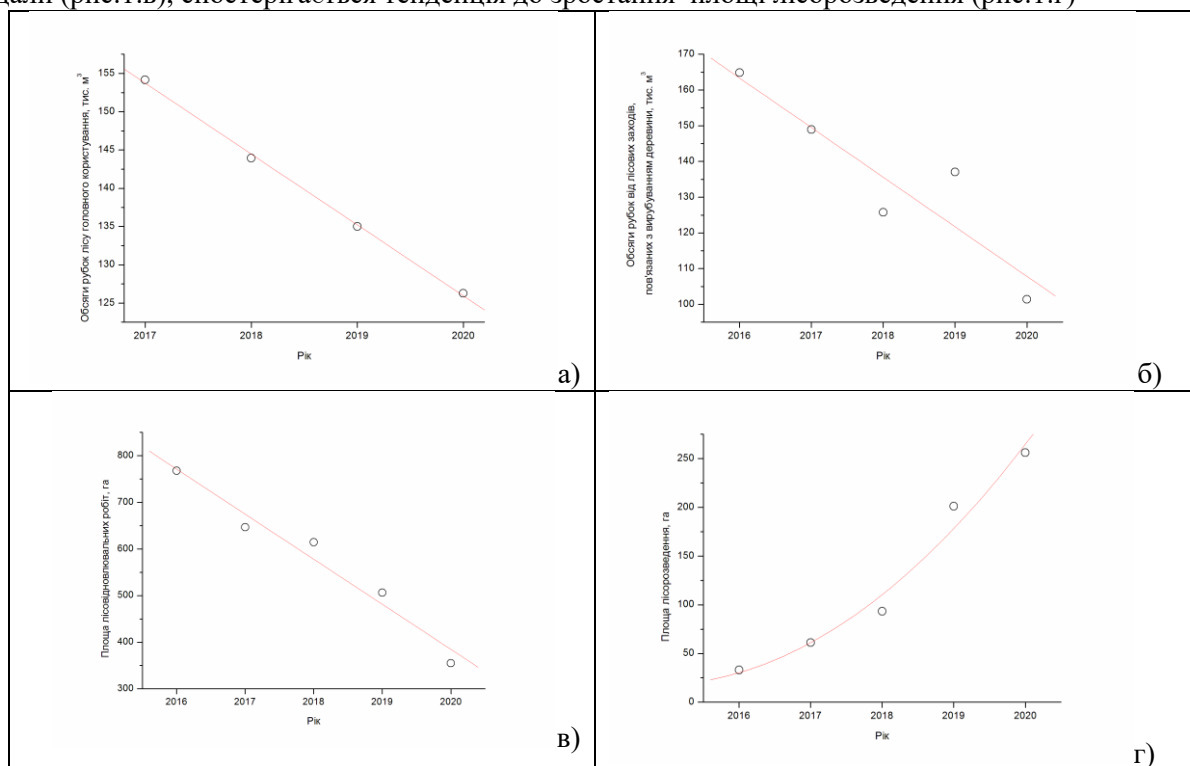 дали (рис.1.в), спостерігається тенденція до зростання площі лісорозведення (рис.1.г)
Обсяги рубок лісу головного користування, тис. м³
155
150
145
140
135
130
125
2017 2018 2019 2020
Рік
а)
Обсяги рубок від лісових заходів,
пов'язаних з вирубуванням деревини, тис. м³
170
160
150
140
130
120
110
100
2016 2017 2018 2019 2020
Рік
б)
Площа лісовідновлювальних робіт, га
800
700
600
500
400
300
2016 2017 2018 2019 2020
Рік
в)
Площа лісорозведення, га
250
200
150
100
50
0
2016 2017 2018 2019 2020
Рік
г)